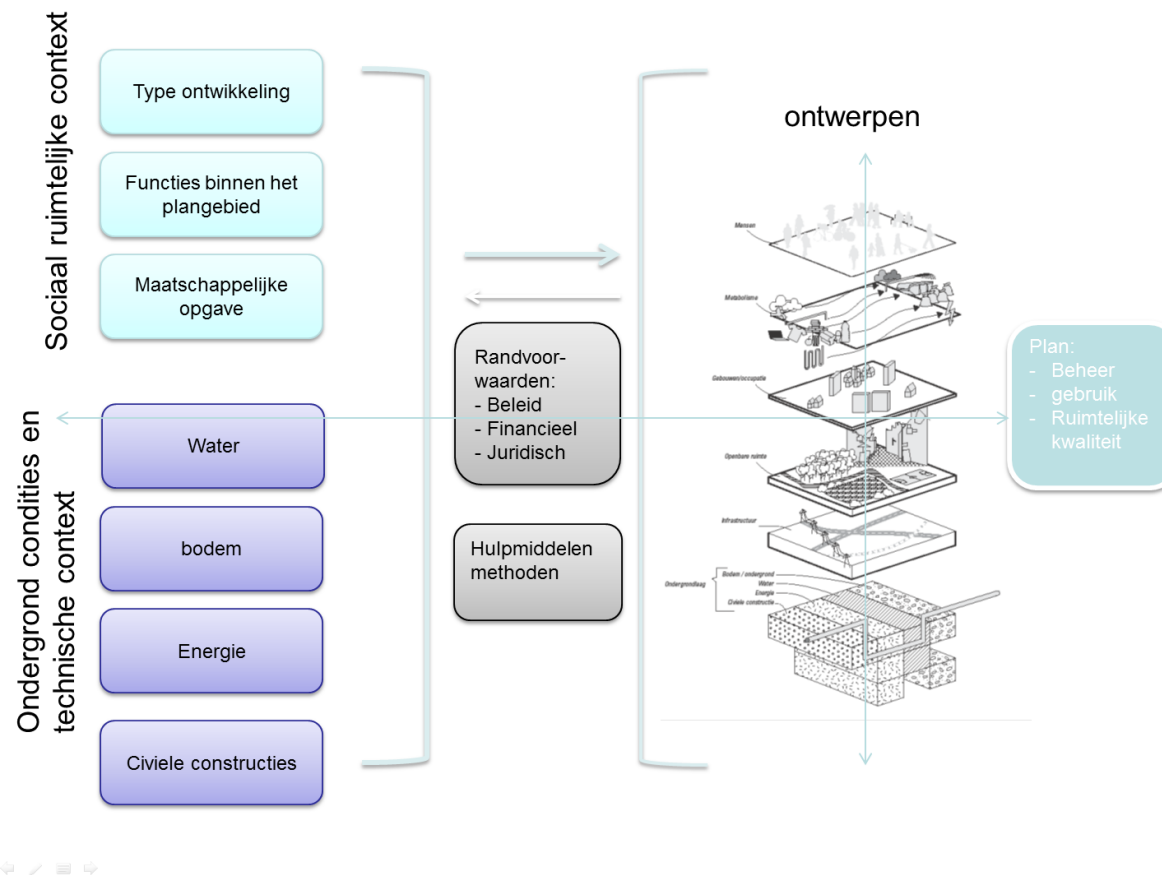 Sociaal ruimtelijke context
Type ontwikkeling
Functies binnen het
plangebied
Maatschappelijke
opgave
Ondergrond condities en
technische context
Water
bodem
Energie
Civiele constructies
Randvoor-
waarden:
- Beleid
- Financieel
- Juridisch
Hulpmiddelen
methoden
ontwerpen
Mensen
Metabolisme
Gebouwen/occupatie
Openbare ruimte
Infrastructuur
Ondergrondlaag
Bodem / ondergrond
Water
Energie
Civiele constructie
Plan:
- Beheer
- gebruik
- Ruimtelijke
kwaliteit